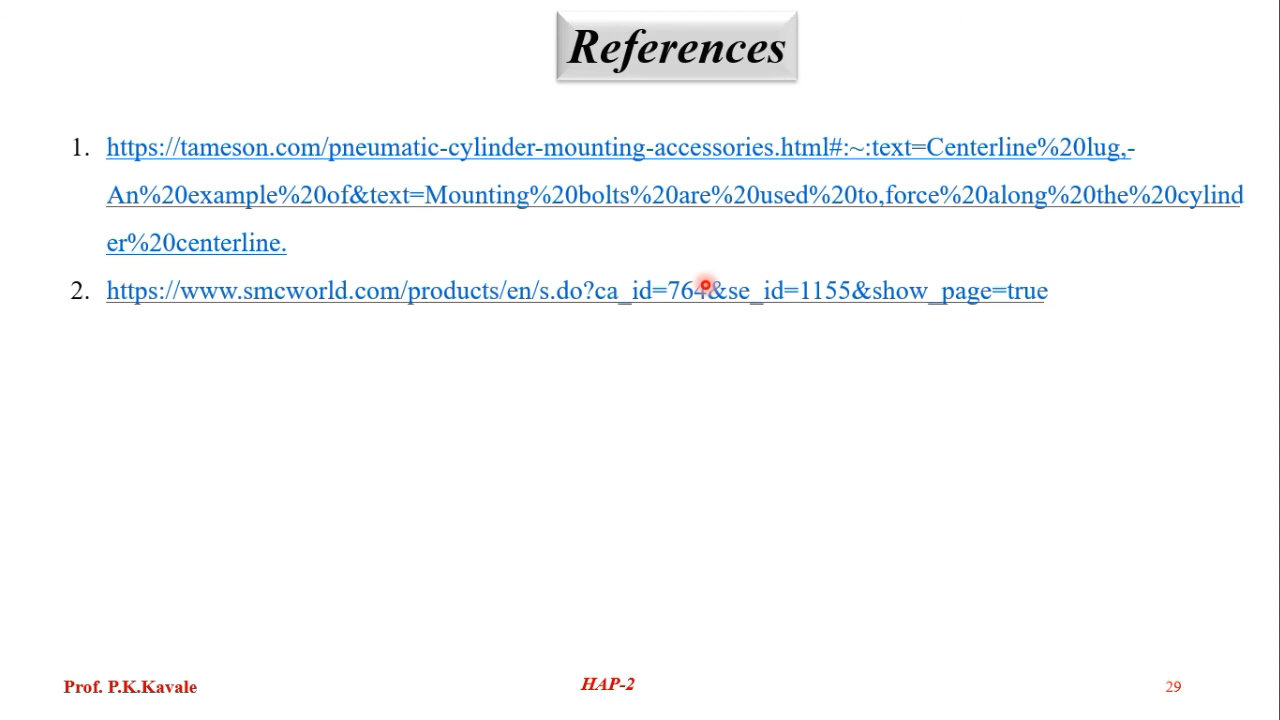 References
1. https://tameson.com/pneumatic-cylinder-mounting-accessories.html#:~:text=Centerline%20lug,-
An%20example%20of&text=Mounting%20bolts%20are%20used%20to,force%20along%20the%20cylind
er%20centerline.
2. https://www.smcworld.com/products/en/s.do?ca_id=764&se_id=1155&show_page=true
Prof. P.K.Kavale
HAP-2
29